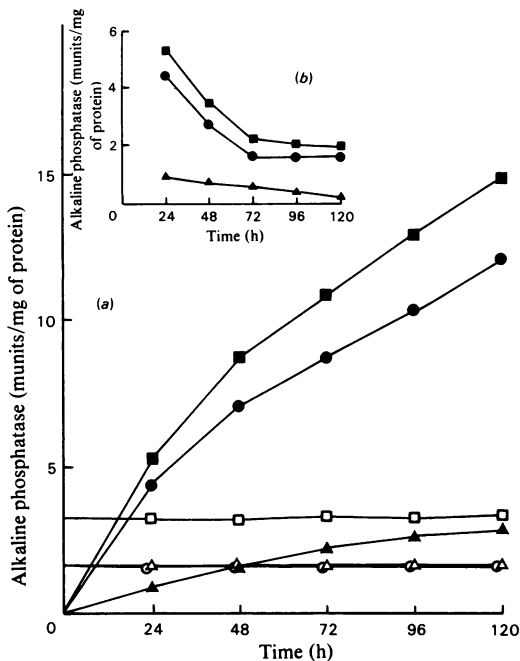 Alkaline phosphatase (munits/mg
of protein)
6
4
2
0
(b)
24 48 72 96 120
Time (h)
Alkaline phosphatase (munits/mg of protein)
15
10
5
0
(a)
24 48 72 96 120
Time (h)